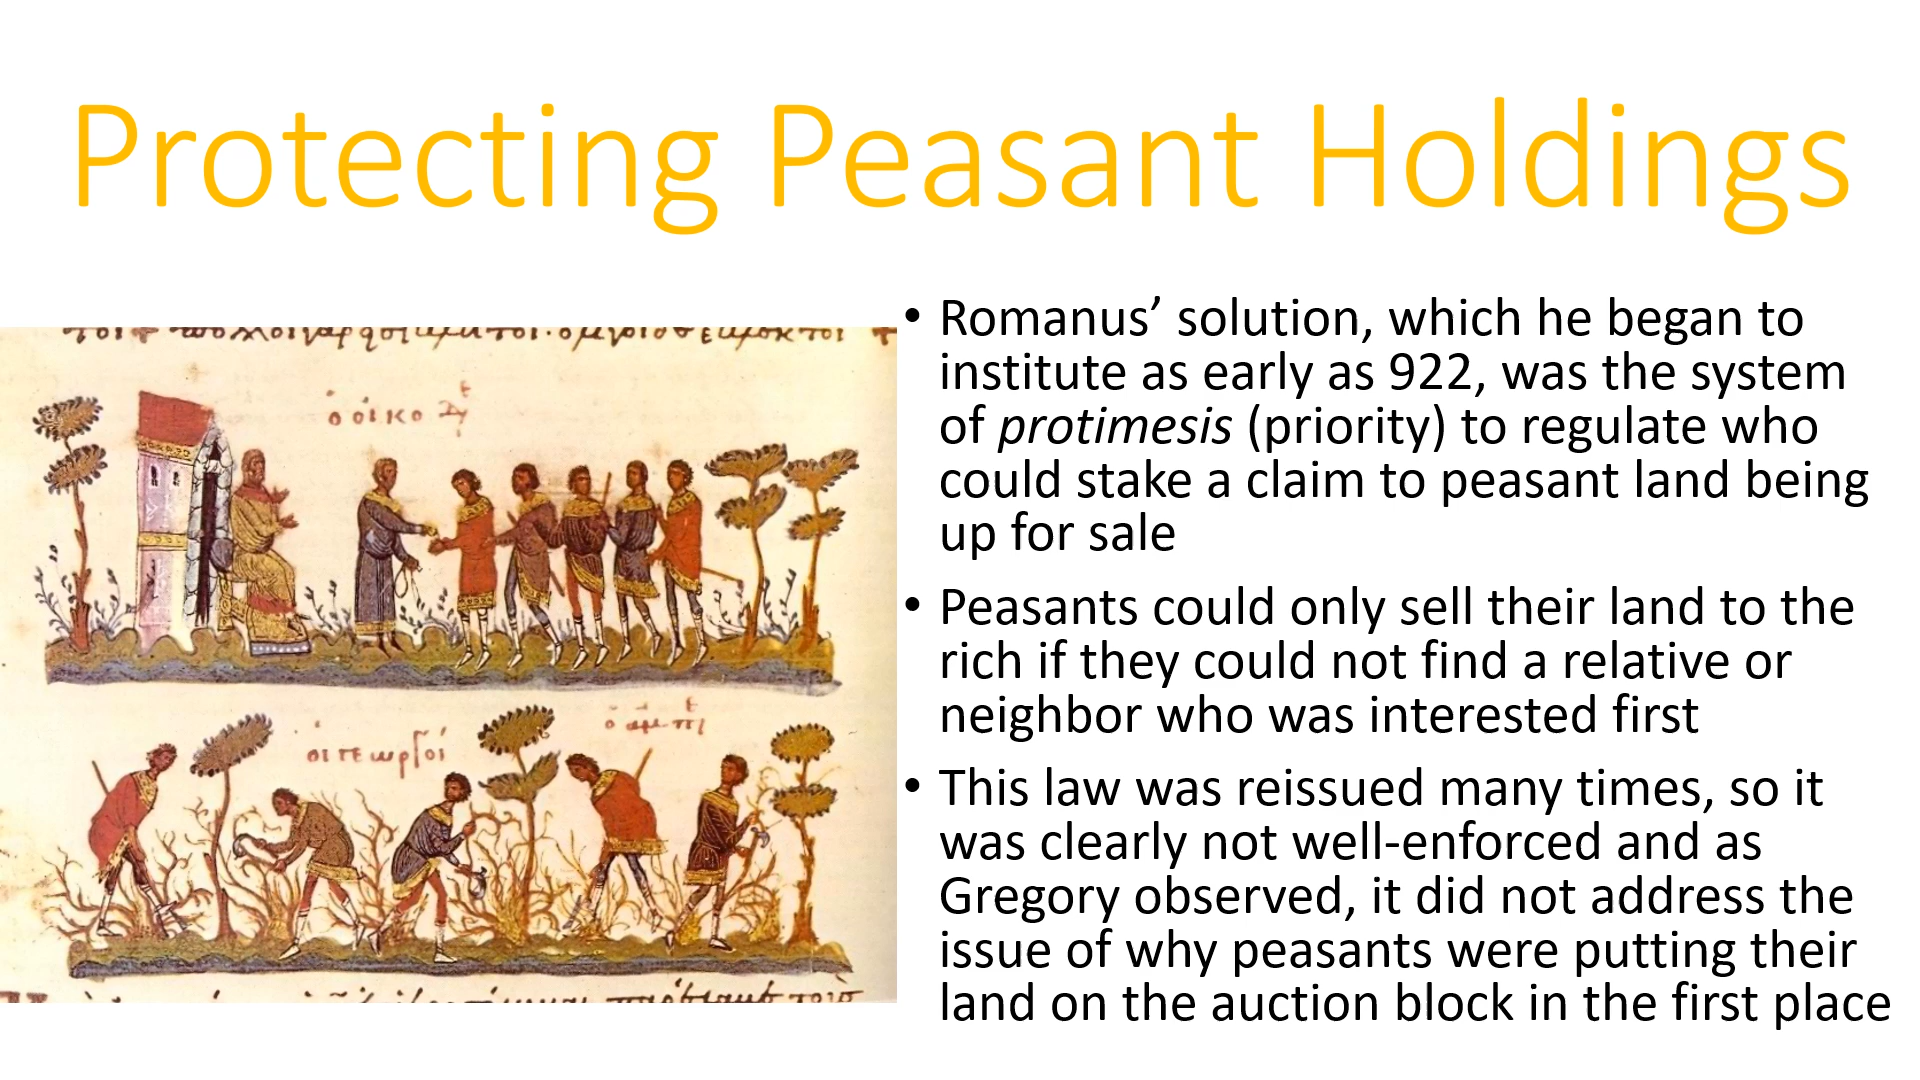 Protecting Peasant Holdings
ὁ οἰκοδ
οἱ γεωργοί
• Romanus’ solution, which he began to
institute as early as 922, was the system
of protimesis (priority) to regulate who
could stake a claim to peasant land being
up for sale
• Peasants could only sell their land to the
rich if they could not find a relative or
neighbor who was interested first
• This law was reissued many times, so it
was clearly not well-enforced and as
Gregory observed, it did not address the
issue of why peasants were putting their
land on the auction block in the first place